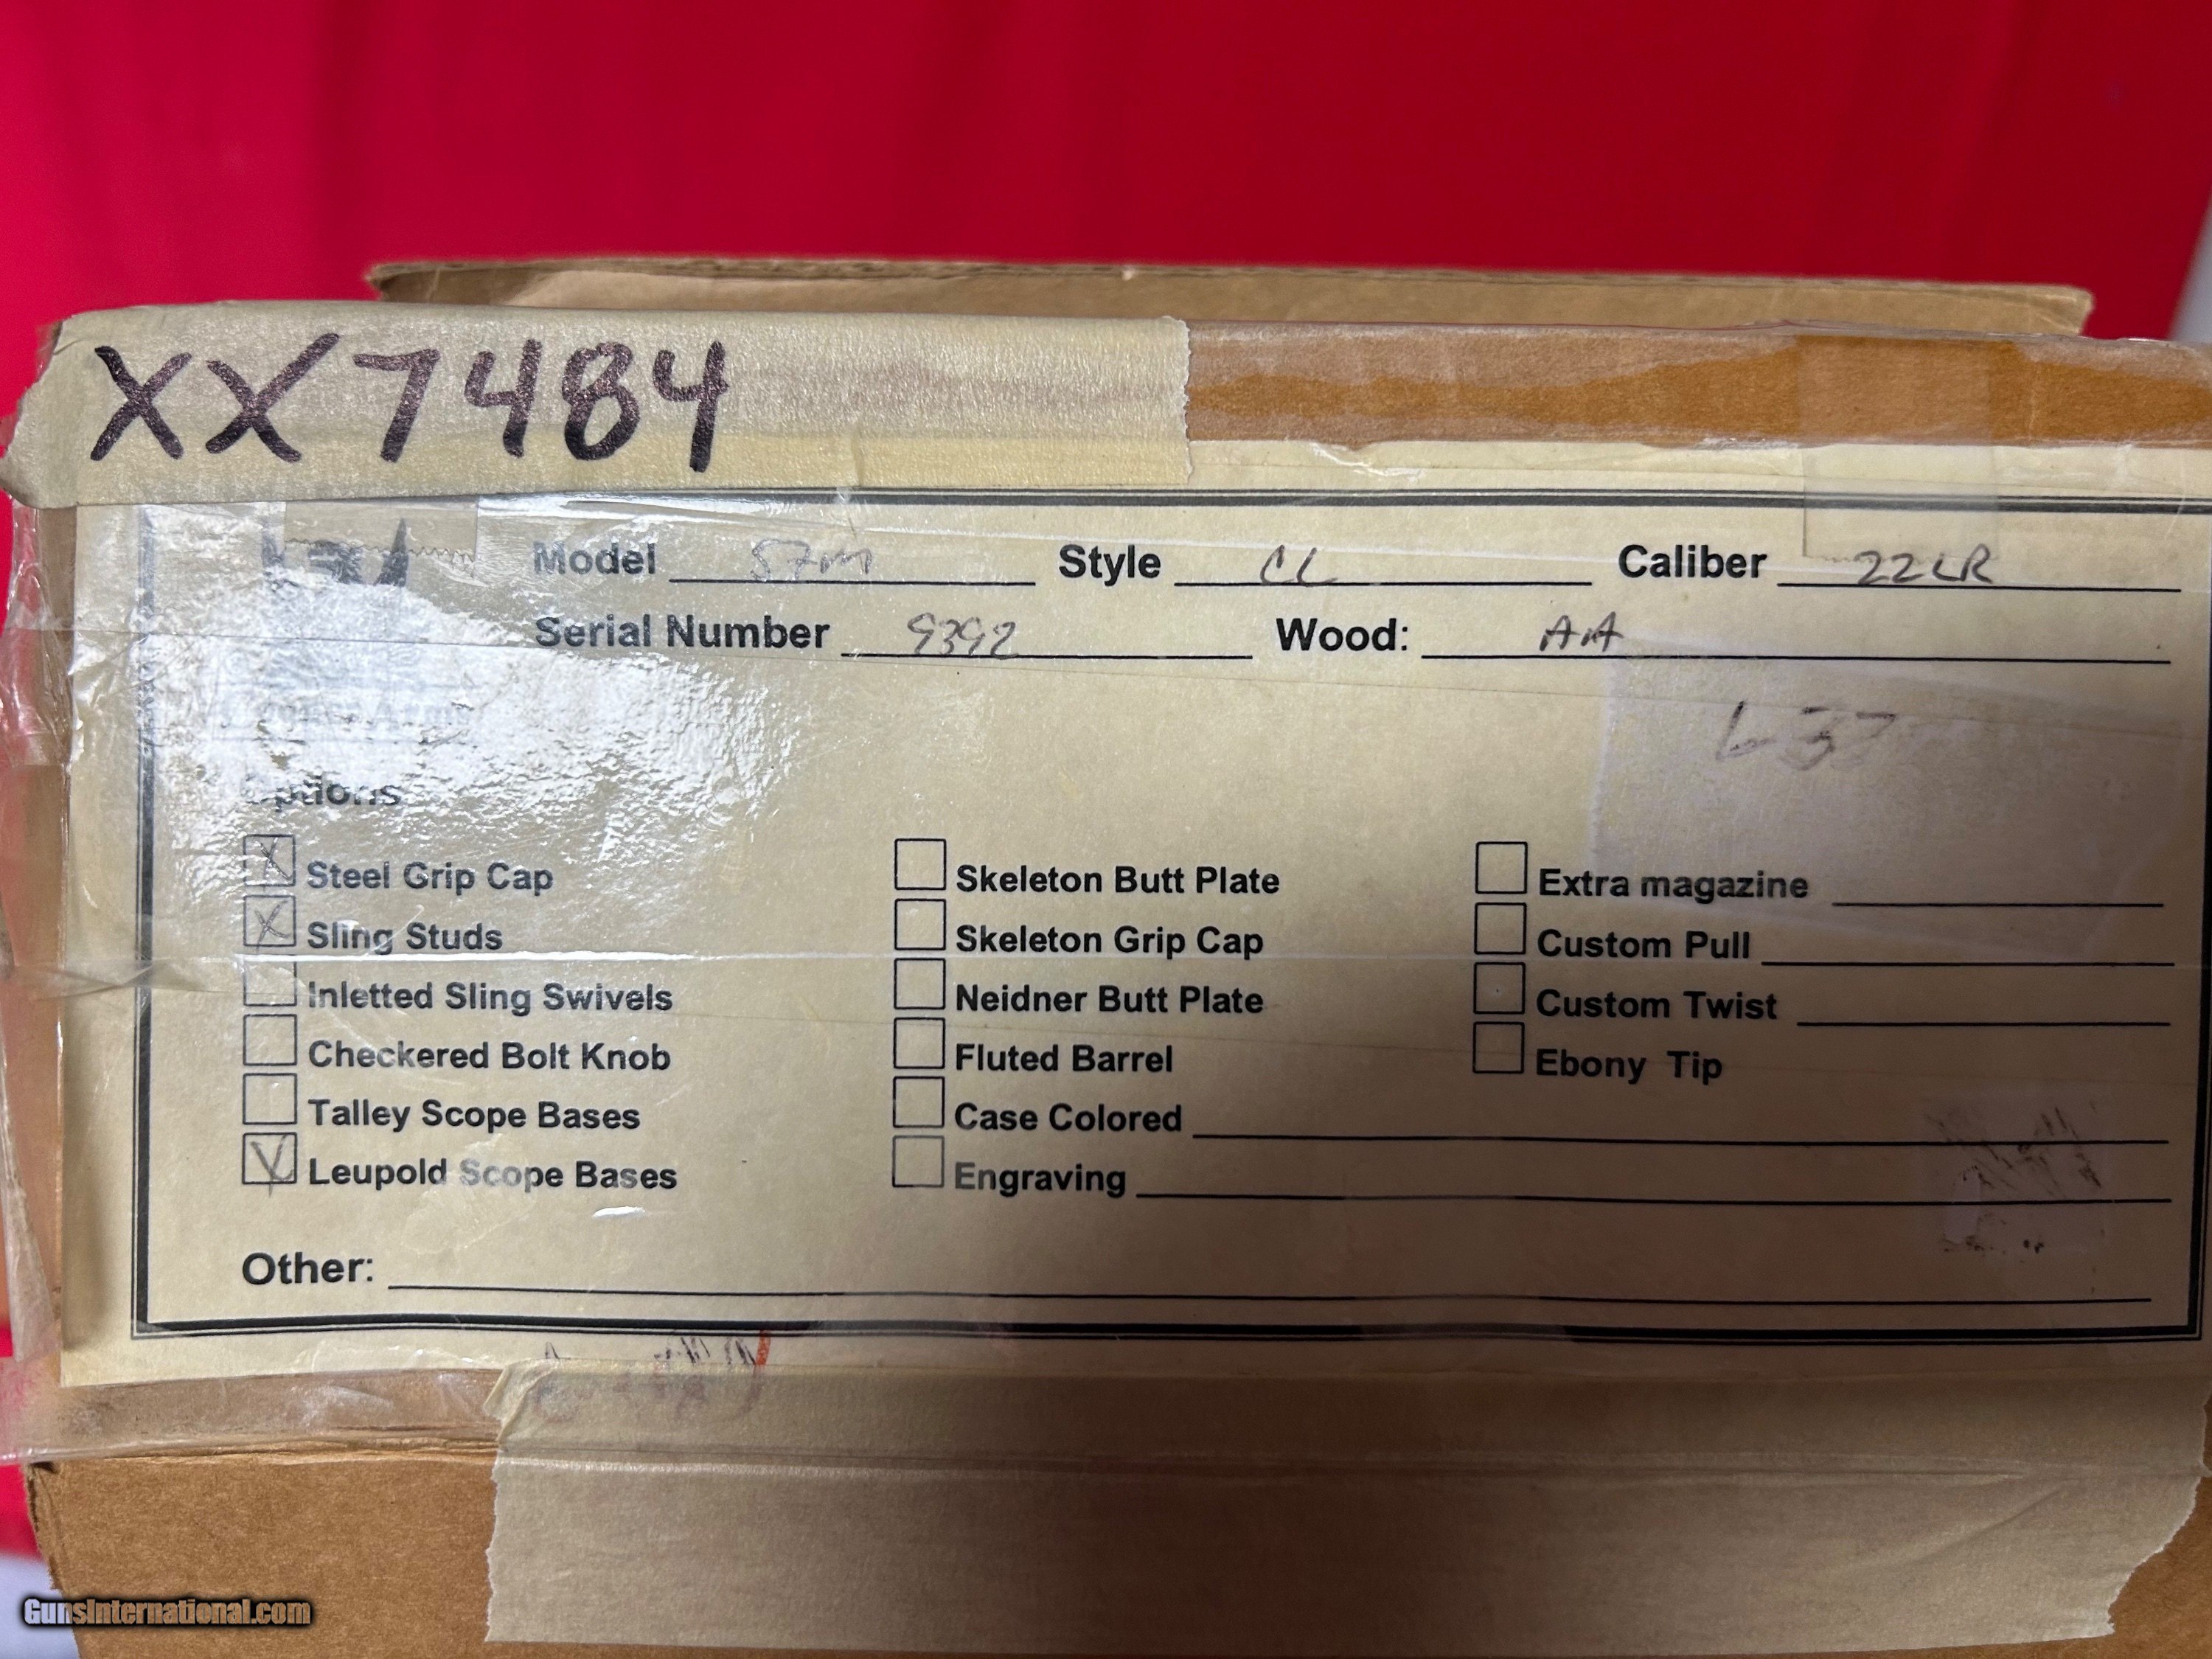 XX7484
Model 57m Style CL Caliber 22LR
Serial Number 9392 Wood: AA
L37
Options
X Steel Grip Cap
X Sling Studs
Inletted Sling Swivels
Checkered Bolt Knob
Talley Scope Bases
X Leupold Scope Bases
Skeleton Butt Plate
Skeleton Grip Cap
Neidner Butt Plate
Fluted Barrel
Case Colored
Engraving
Extra magazine
Custom Pull
Custom Twist
Ebony Tip
Other:
GunsInternational.com